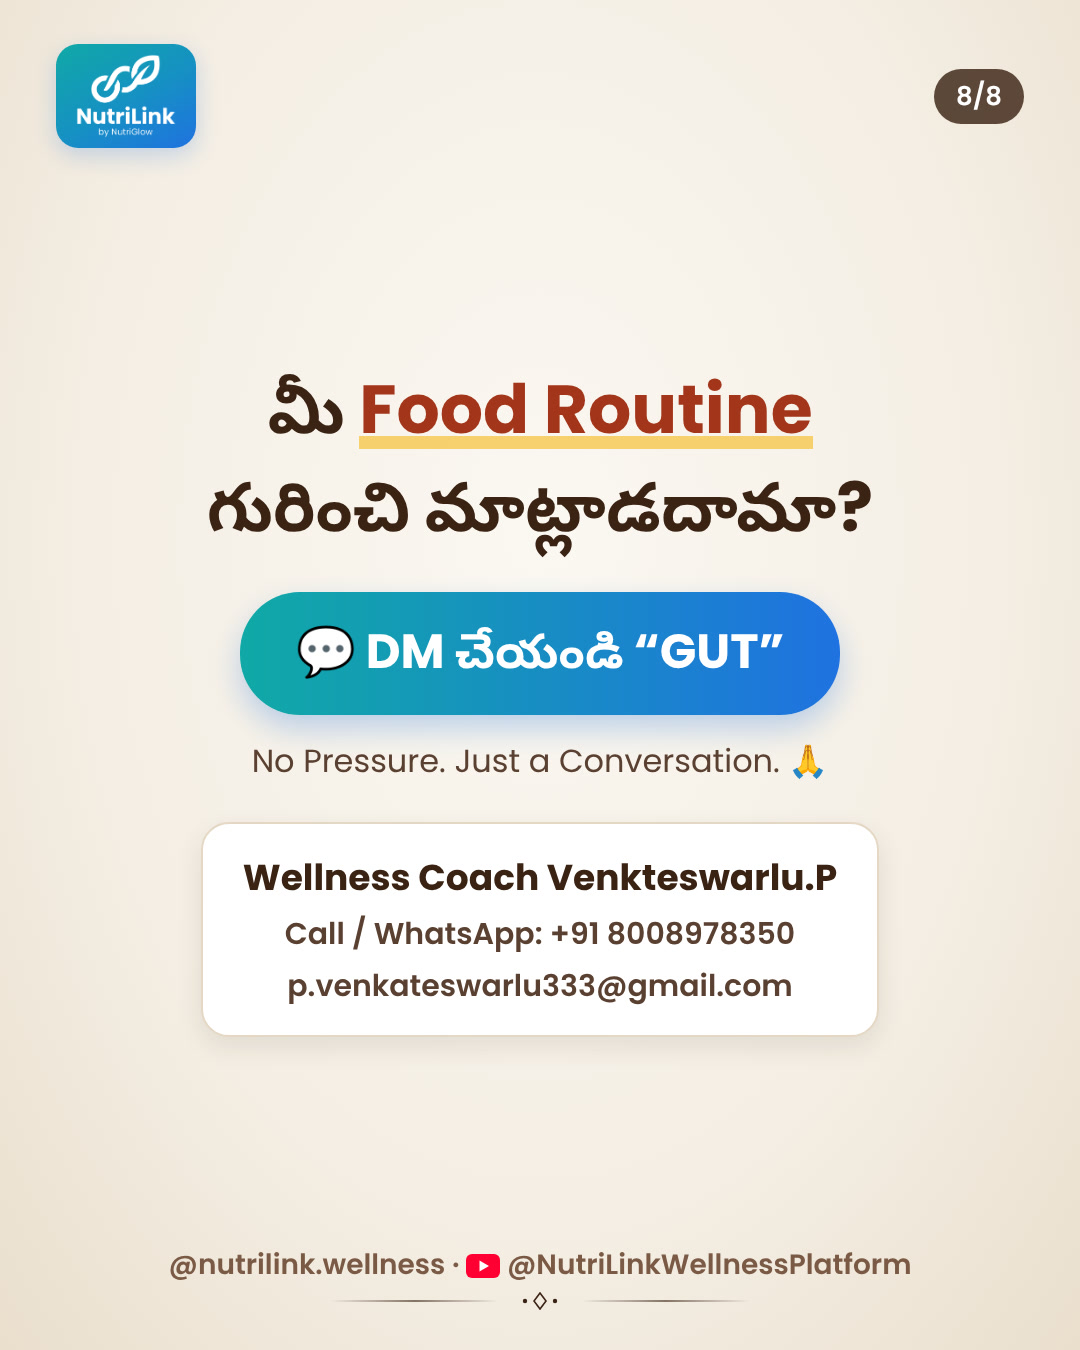 NutriLink
by NutriGlow
8/8
మీ Food Routine
గురించి మాట్లాడదామా?
💬 DM చేయండి “GUT”
No Pressure. Just a Conversation. 🙏
Wellness Coach Venkteswarlu.P
Call / WhatsApp: +91 8008978350
p.venkateswarlu333@gmail.com
@nutrilink.wellness · @NutriLinkWellnessPlatform